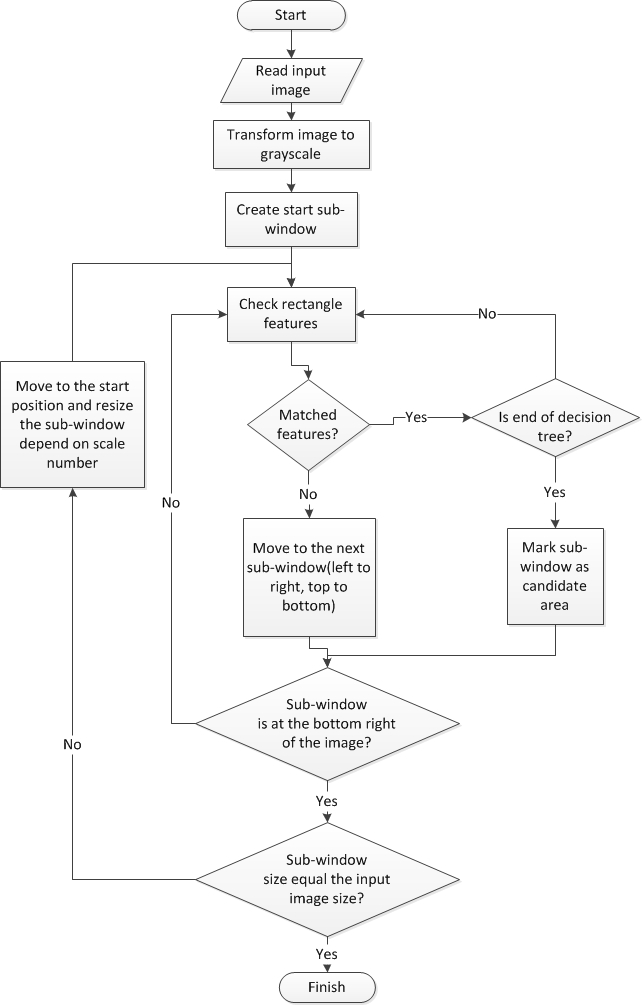 Start
Read input
image
Transform image to
grayscale
Create start sub-
window
Check rectangle
features
No
Move to the start
position and resize
the sub-window
depend on scale
number
Matched
features?
Yes
Is end of decision
tree?
No
No
Yes
Move to the next
sub-window(left to
right, top to
bottom)
Mark sub-
window as
candidate
area
Sub-window
is at the bottom right
of the image?
No
Yes
Sub-window
size equal the input
image size?
Yes
Finish